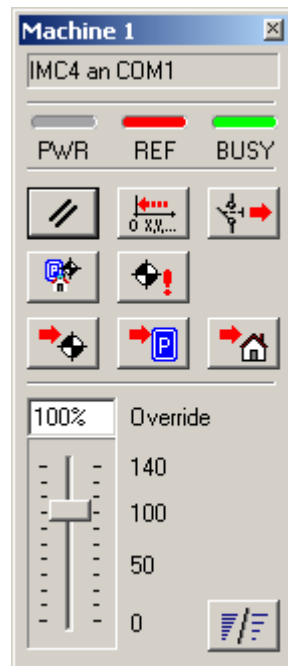 Machine 1
IMC4 an COM1
PWR REF BUSY
0 X,Y,...
P
P
100% Override
140
100
50
0